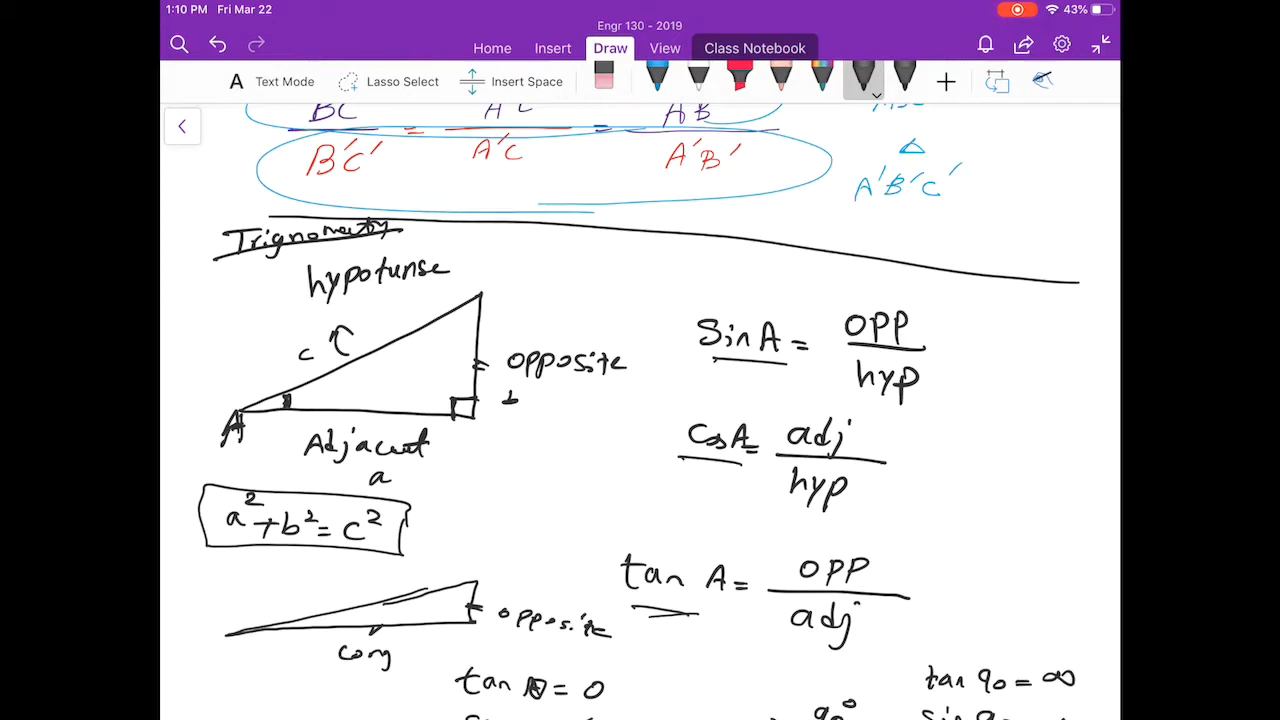 1:10 PM Fri Mar 22
43%
Engr 130 - 2019
Home Insert Draw View Class Notebook
A Text Mode Lasso Select Insert Space
BC = A'C = AB
B'C' A'C A'B'
A'B'C'
Trignometry
hypotunse
c
opposite
b
A
Adjacent
a
a² + b² = c²
Sin A = OPP
hyp
Cos A = adj
hyp
tan A = OPP
adj
opposite
tan 0 = 0
tan 90 = ∞
90°